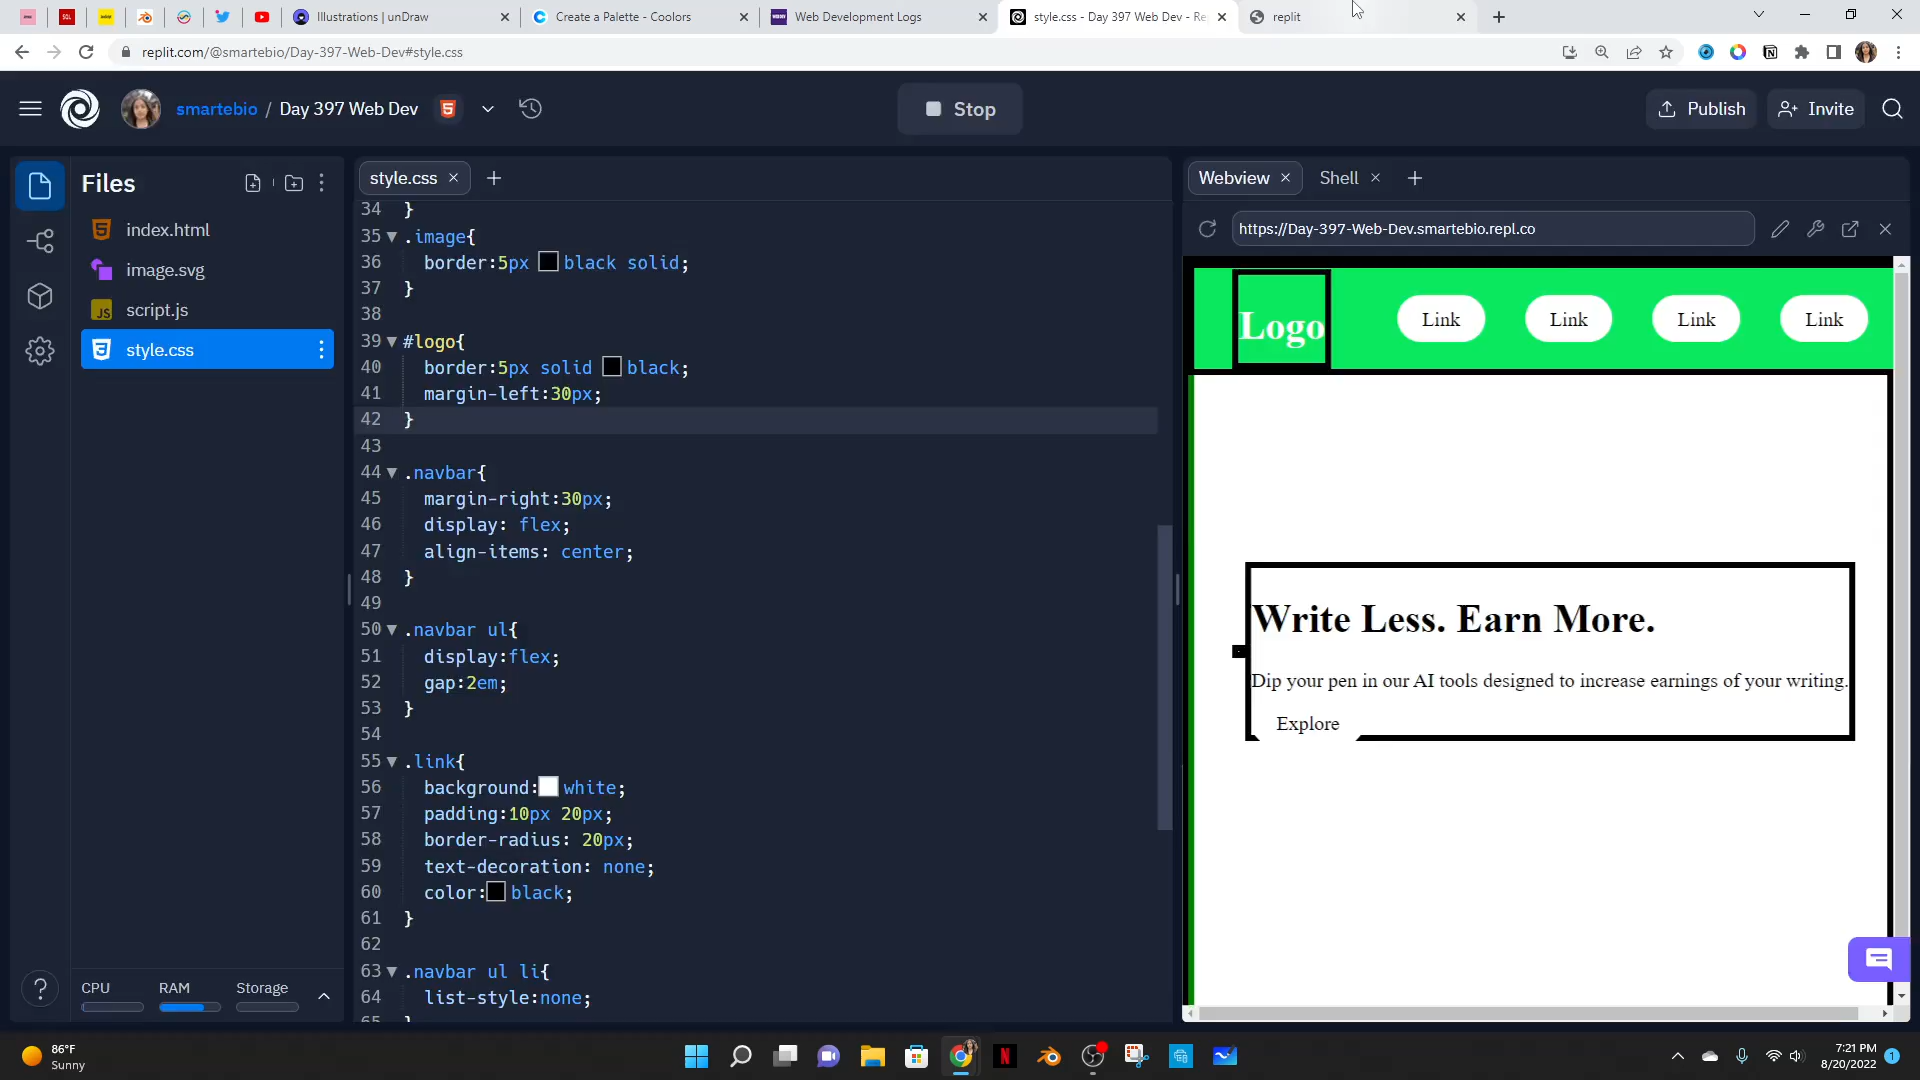 Illustrations | unDraw
Create a Palette - Coolors
Web Development Logs
style.css - Day 397 Web Dev - Re
replit
replit.com/@smartebio/Day-397-Web-Dev#style.css
smartebio / Day 397 Web Dev
Stop
Publish
Invite
Files
index.html
image.svg
script.js
style.css
style.css
34 }
35 .image{
36 border:5px black solid;
37 }
38
39 #logo{
40 border:5px solid black;
41 margin-left:30px;
42 }
43
44 .navbar{
45 margin-right:30px;
46 display: flex;
47 align-items: center;
48 }
49
50 .navbar ul{
51 display:flex;
52 gap:2em;
53 }
54
55 .link{
56 background: white;
57 padding:10px 20px;
58 border-radius: 20px;
59 text-decoration: none;
60 color: black;
61 }
62
63 .navbar ul li{
64 list-style:none;
Webview
Shell
https://Day-397-Web-Dev.smartebio.repl.co
Logo
Link
Link
Link
Link
Write Less. Earn More.
Dip your pen in our AI tools designed to increase earnings of your writing.
Explore
CPU
RAM
Storage
86°F
Sunny
7:21 PM
8/20/2022
1